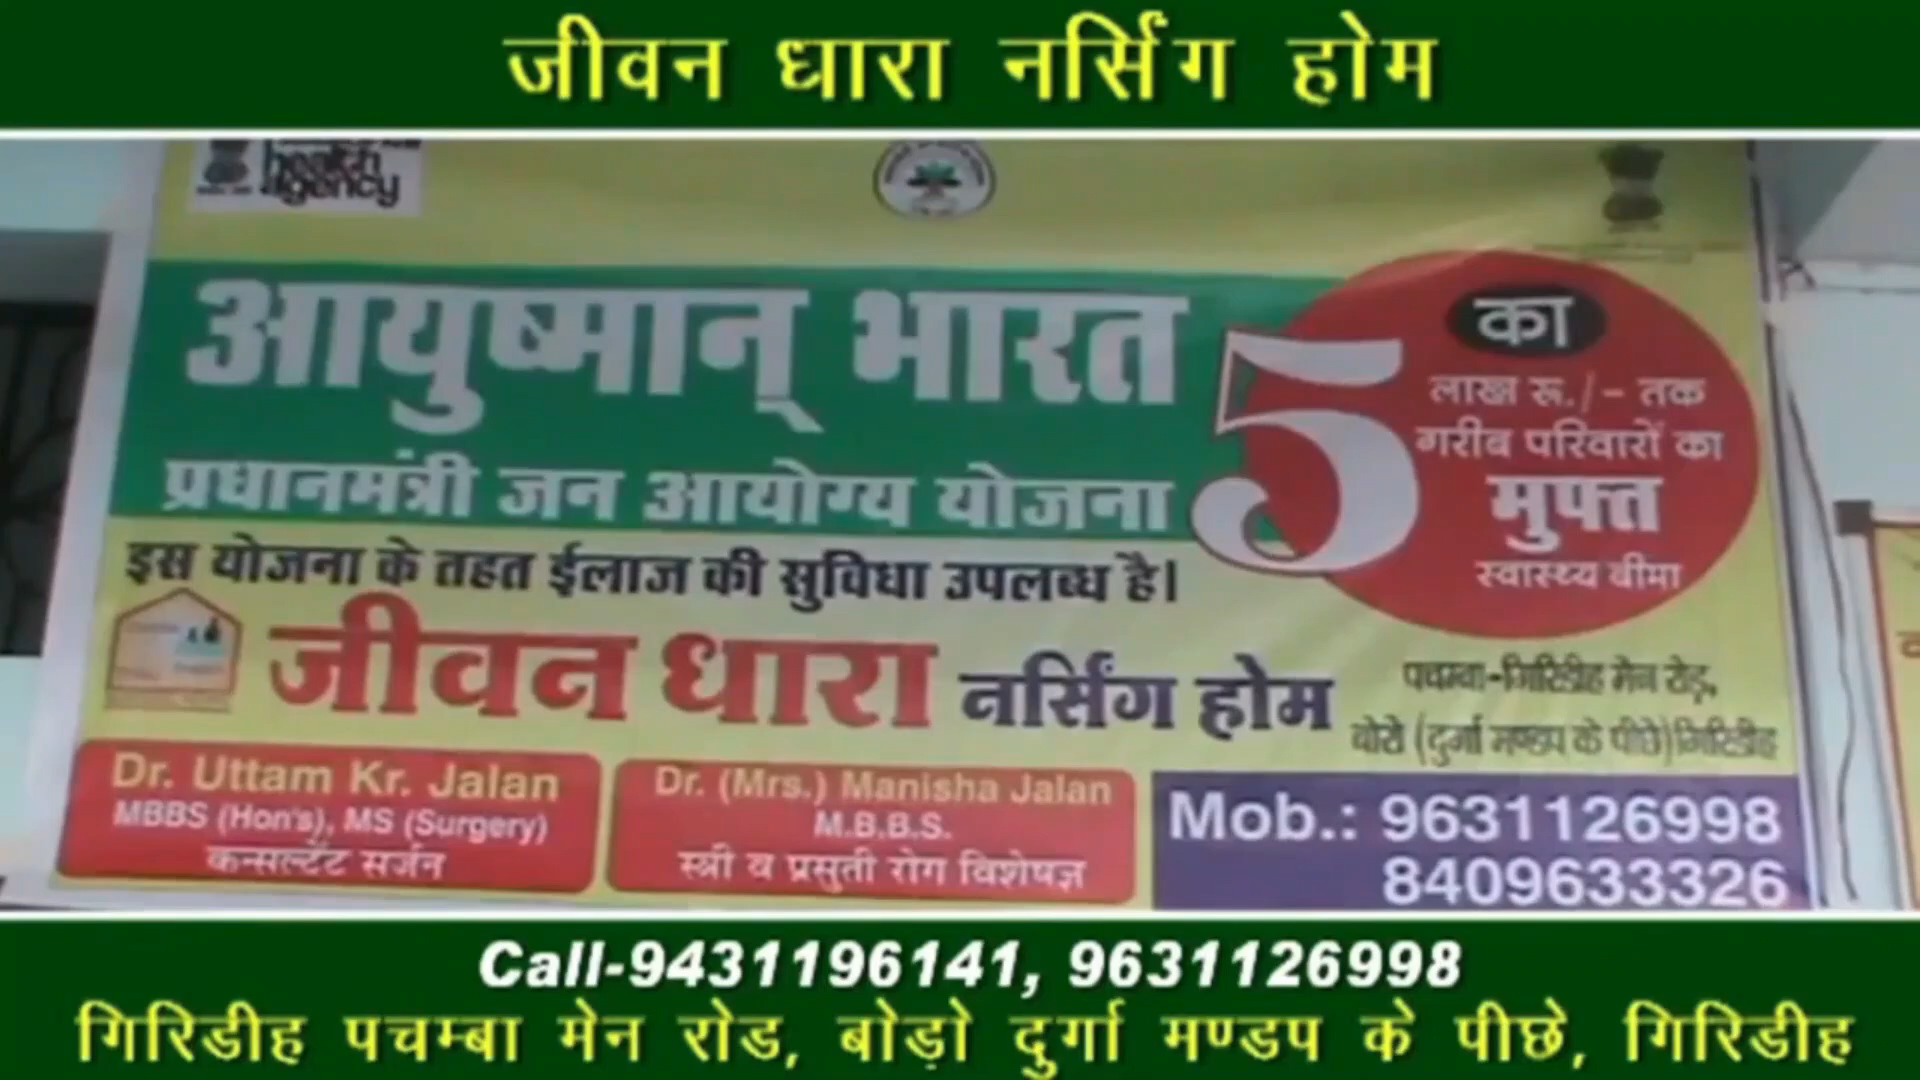 जीवन धारा नर्सिंग होम
health
agency
आयुष्मान् भारत
प्रधानमंत्री जन आयोग्य योजना
5
का
लाख रू./- तक
गरीब परिवारों का
मुफ्त
स्वास्थ्य बीमा
इस योजना के तहत ईलाज की सुविधा उपलब्ध है।
जीवन धारा नर्सिंग होम
पचम्बा-गिरिडीह मेन रोड़,
बोरो (दुर्गा मण्डप के पीछे) गिरिडीह
Dr. Uttam Kr. Jalan
MBBS (Hon's), MS (Surgery)
कन्सल्टेंट सर्जन
Dr. (Mrs.) Manisha Jalan
M.B.B.S.
स्त्री व प्रसुती रोग विशेषज्ञ
Mob.: 9631126998
8409633326
Call-9431196141, 9631126998
गिरिडीह पचम्बा मेन रोड, बोड़ो दुर्गा मण्डप के पीछे, गिरिडीह